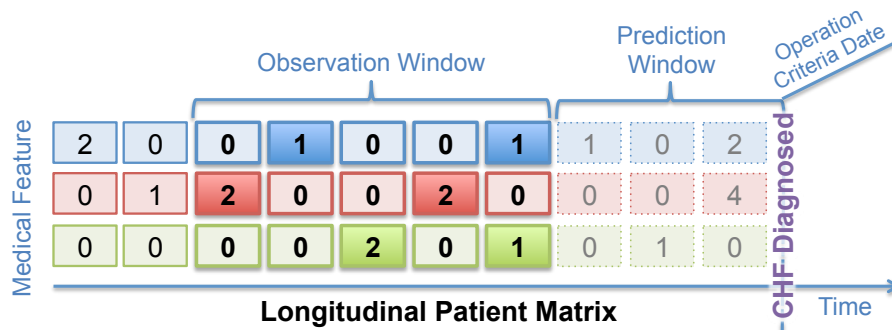 Observation Window
Prediction
Window
Operation
Criteria Date
Medical Feature
2 0 0 1 0 0 1 1 0 2
0 1 2 0 0 2 0 0 0 4
0 0 0 0 2 0 1 0 1 0
CHF Diagnosed
Longitudinal Patient Matrix
Time